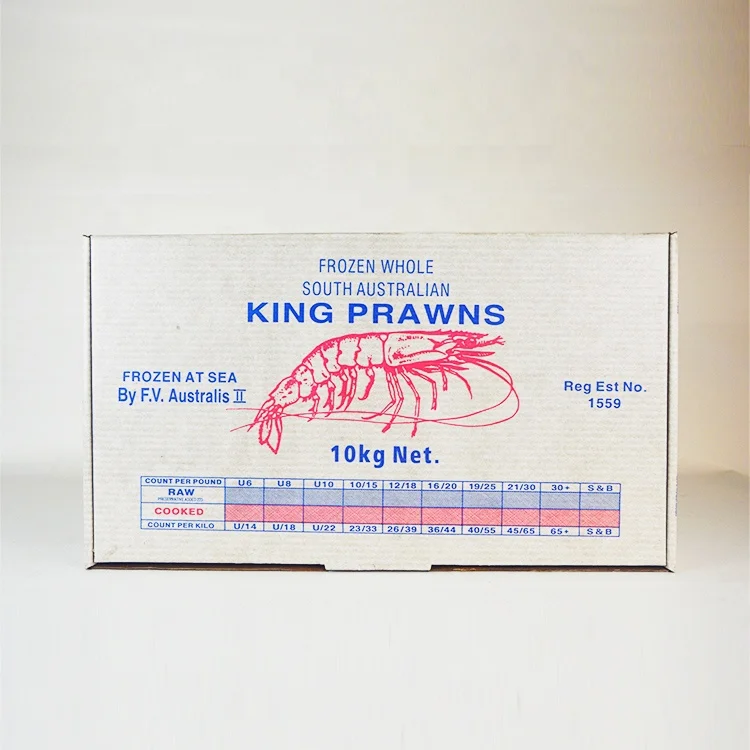 FROZEN WHOLE
SOUTH AUSTRALIAN
KING PRAWNS
FROZEN AT SEA
By F.V. Australis II
Reg Est No.
1559
10kg Net.
COUNT PER POUND U6 U8 U10 10/15 12/18 16/20 19/25 21/30 30+ S&B
RAW
COOKED
COUNT PER KILO U/14 U/18 U/22 23/33 26/39 36/44 40/55 45/65 65+ S&B